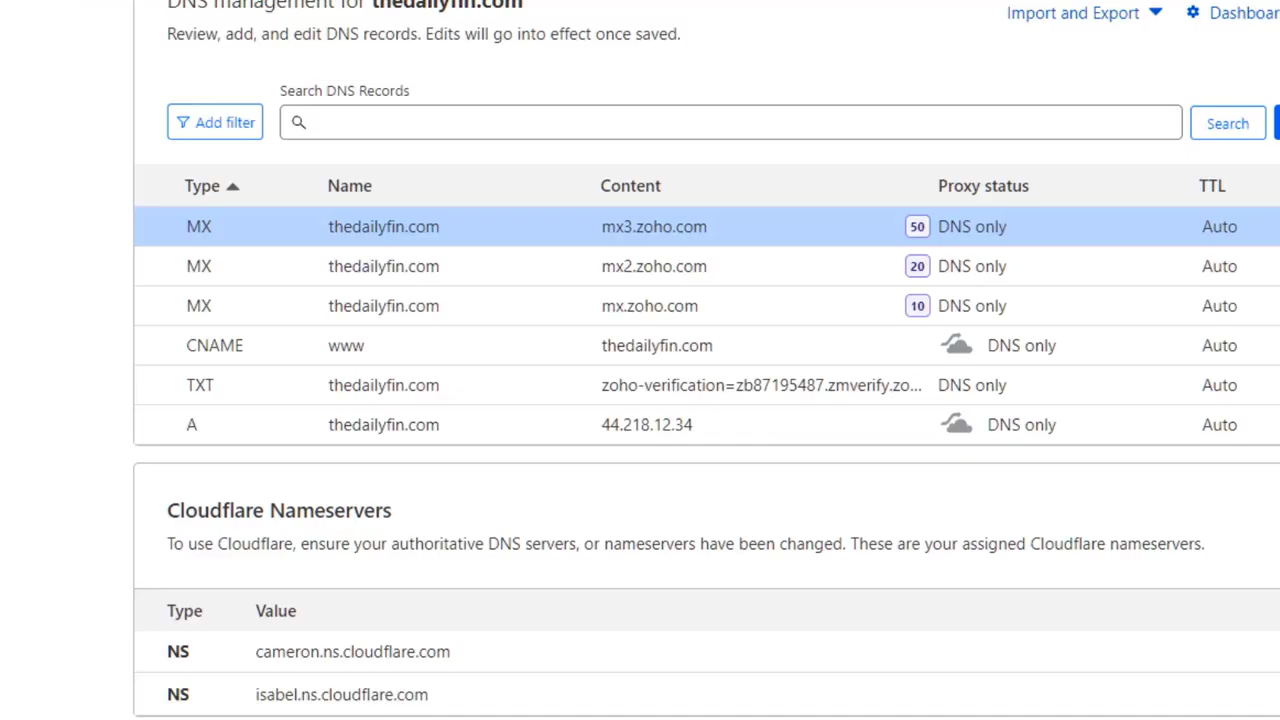 DNS management for thedailyfin.com
Import and Export
Dashboar
Review, add, and edit DNS records. Edits will go into effect once saved.
Search DNS Records
Add filter
Search
Type Name Content Proxy status TTL
MX thedailyfin.com mx3.zoho.com 50 DNS only Auto
MX thedailyfin.com mx2.zoho.com 20 DNS only Auto
MX thedailyfin.com mx.zoho.com 10 DNS only Auto
CNAME www thedailyfin.com DNS only Auto
TXT thedailyfin.com zoho-verification=zb87195487.zmverify.zo... DNS only Auto
A thedailyfin.com 44.218.12.34 DNS only Auto
Cloudflare Nameservers
To use Cloudflare, ensure your authoritative DNS servers, or nameservers have been changed. These are your assigned Cloudflare nameservers.
Type Value
NS cameron.ns.cloudflare.com
NS isabel.ns.cloudflare.com